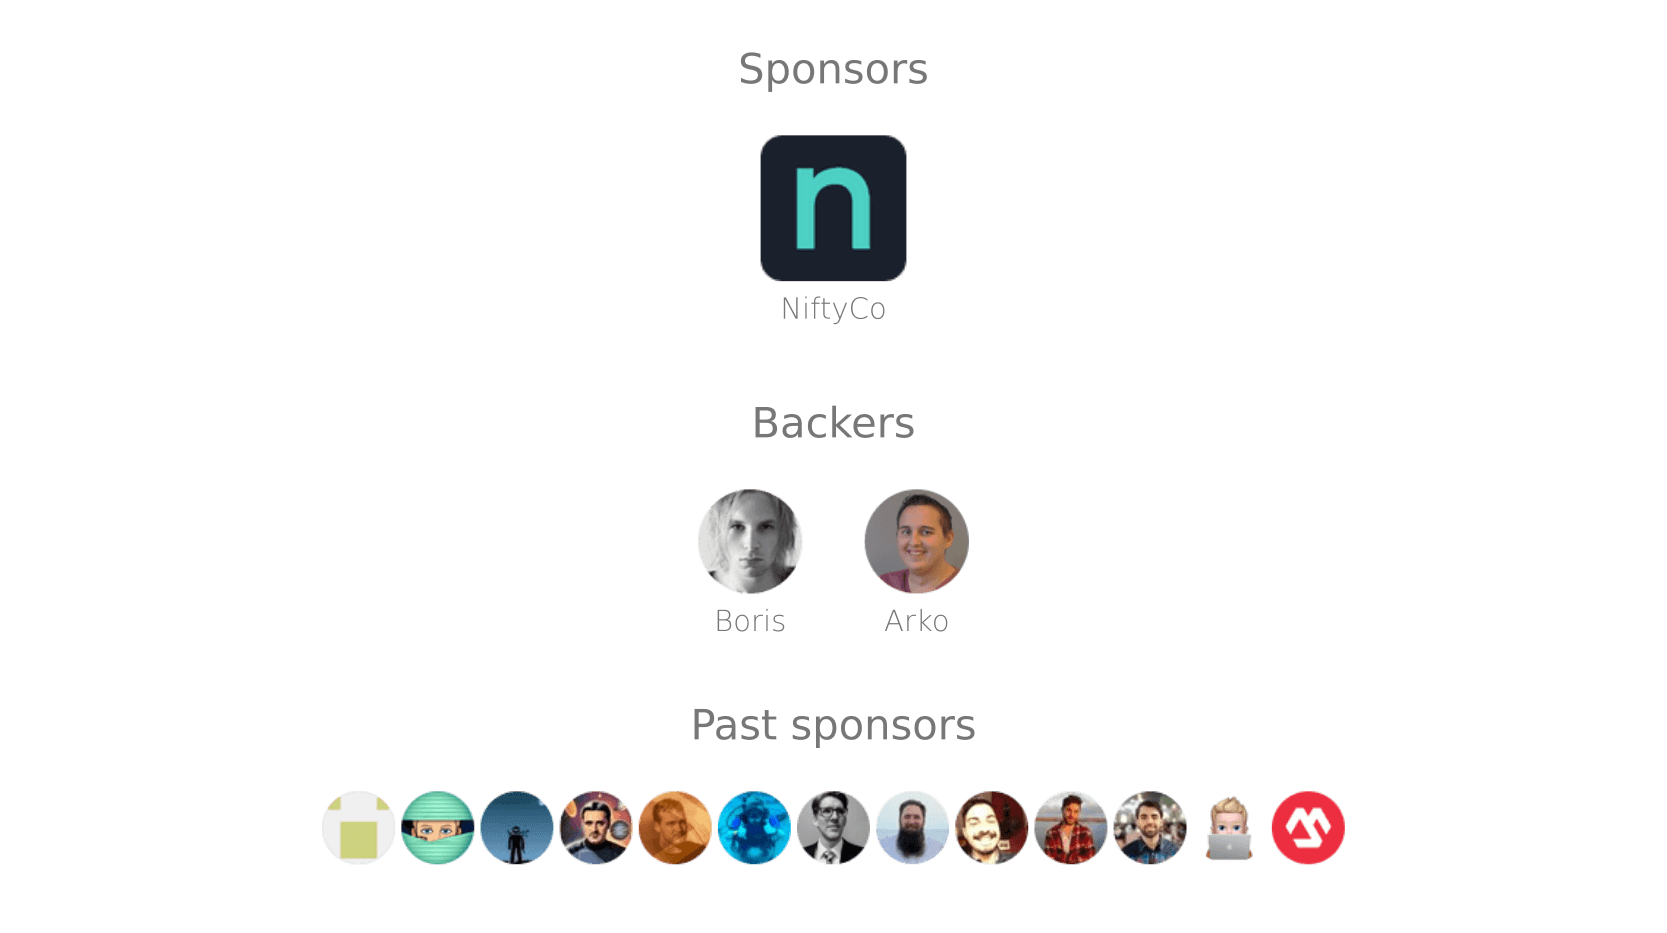 Sponsors
n
NiftyCo
Backers
Boris
Arko
Past sponsors